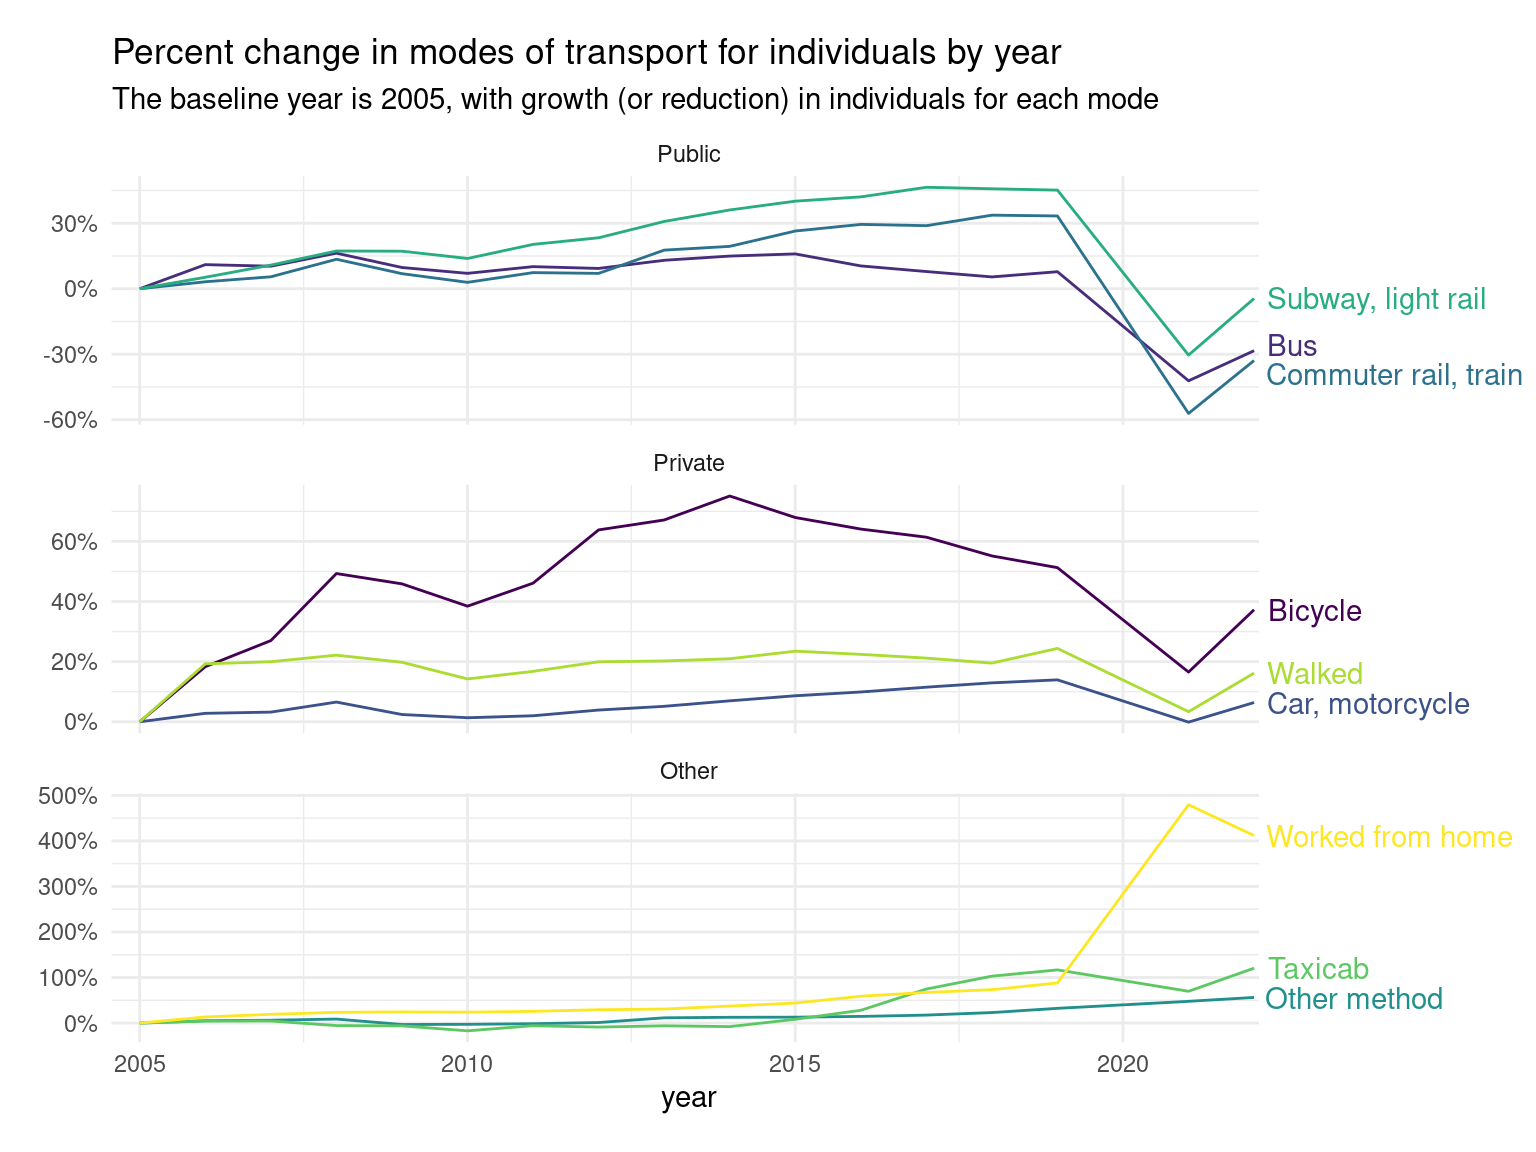 Percent change in modes of transport for individuals by year
The baseline year is 2005, with growth (or reduction) in individuals for each mode
Public
30%
0%
-30%
-60%
Subway, light rail
Bus
Commuter rail, train
Private
60%
40%
20%
0%
Bicycle
Walked
Car, motorcycle
Other
500%
400%
300%
200%
100%
0%
Worked from home
Taxicab
Other method
2005 2010 2015 2020
year